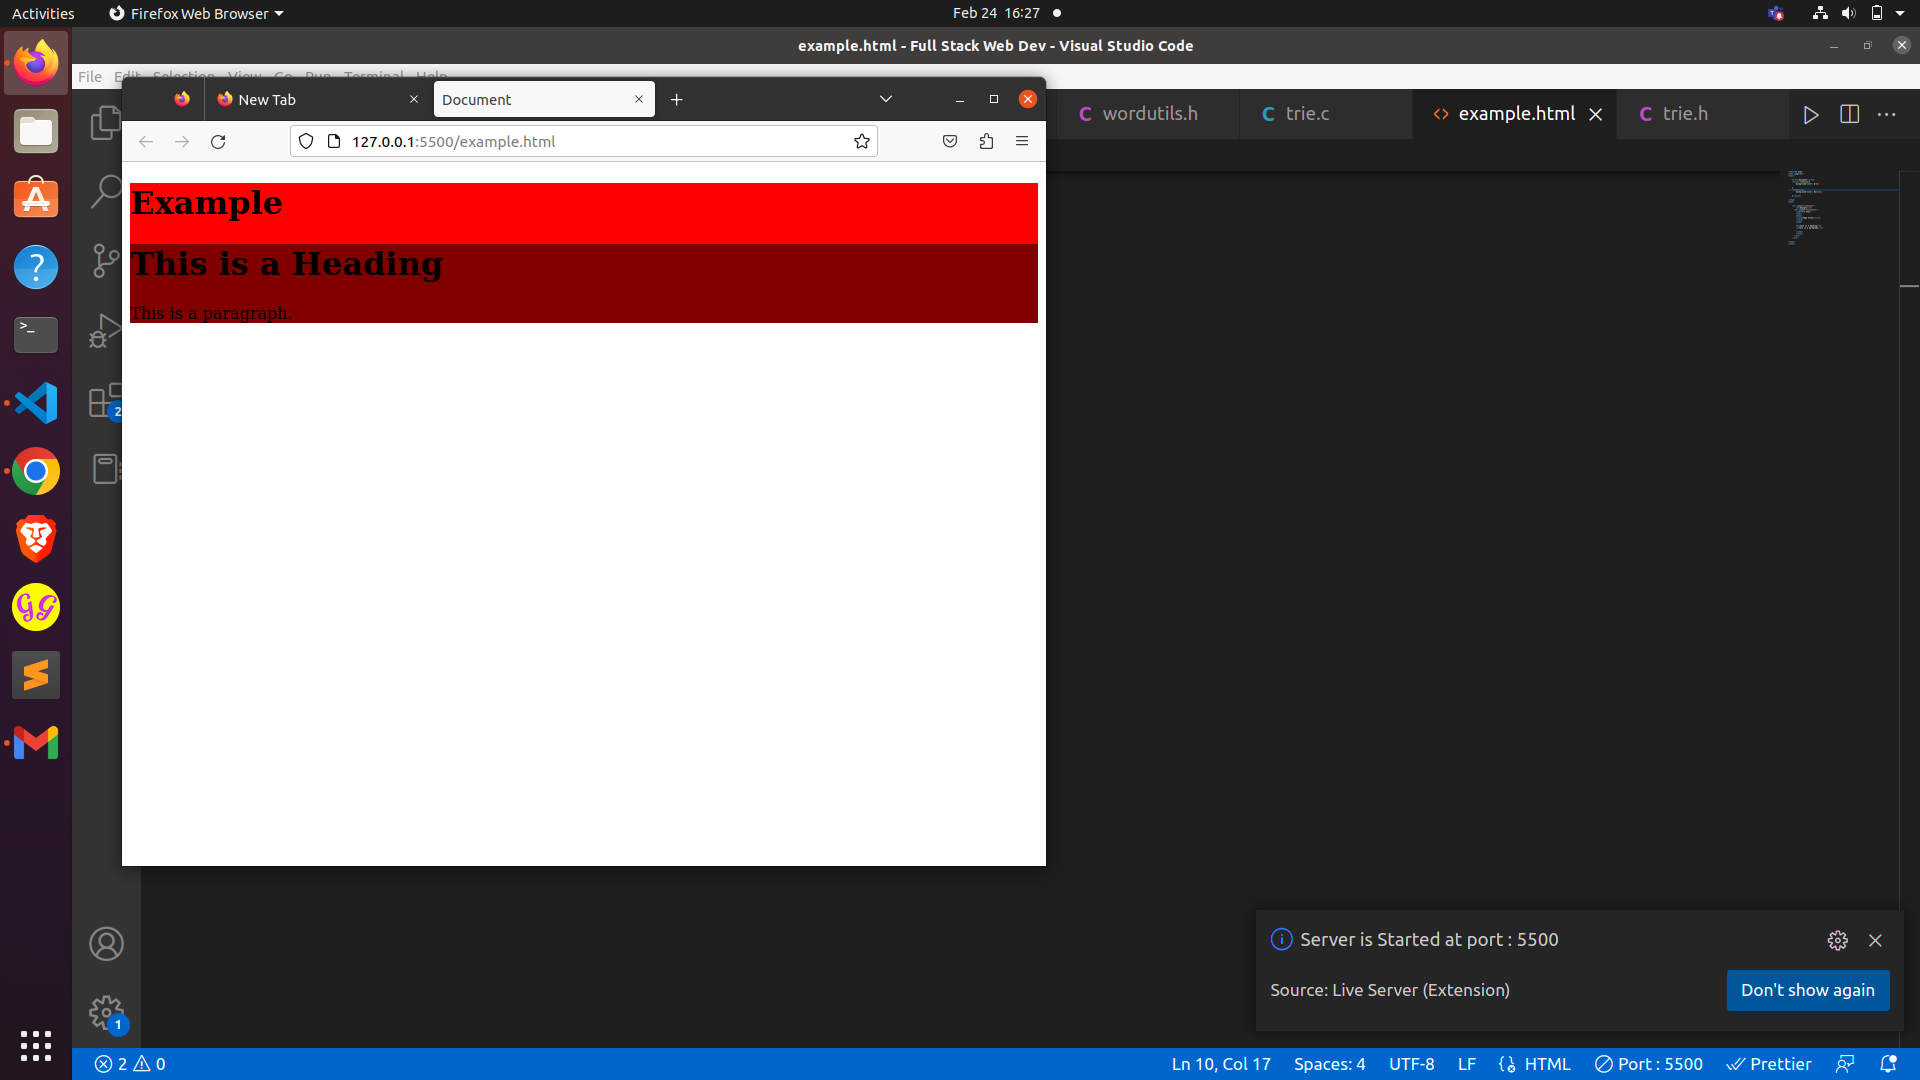 Activities
Firefox Web Browser
Feb 24 16:27
example.html - Full Stack Web Dev - Visual Studio Code
File Edit Selection View Go Run Terminal Help
New Tab
Document
wordutils.h
trie.c
example.html
trie.h
127.0.0.1:5500/example.html
Example
This is a Heading
This is a paragraph.
2
Server is Started at port : 5500
Source: Live Server (Extension)
Don't show again
1
2 0
Ln 10, Col 17
Spaces: 4
UTF-8
LF
HTML
Port : 5500
Prettier